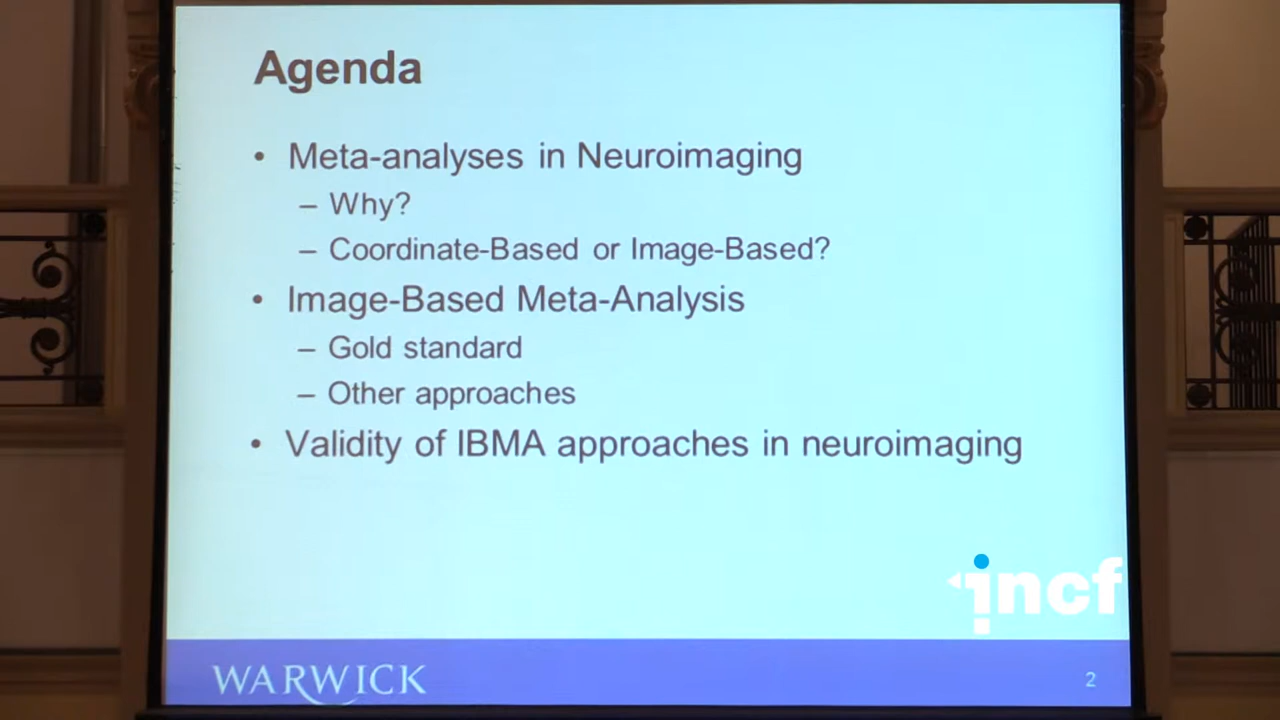 Agenda
• Meta-analyses in Neuroimaging
– Why?
– Coordinate-Based or Image-Based?
• Image-Based Meta-Analysis
– Gold standard
– Other approaches
• Validity of IBMA approaches in neuroimaging
incf
WARWICK
2